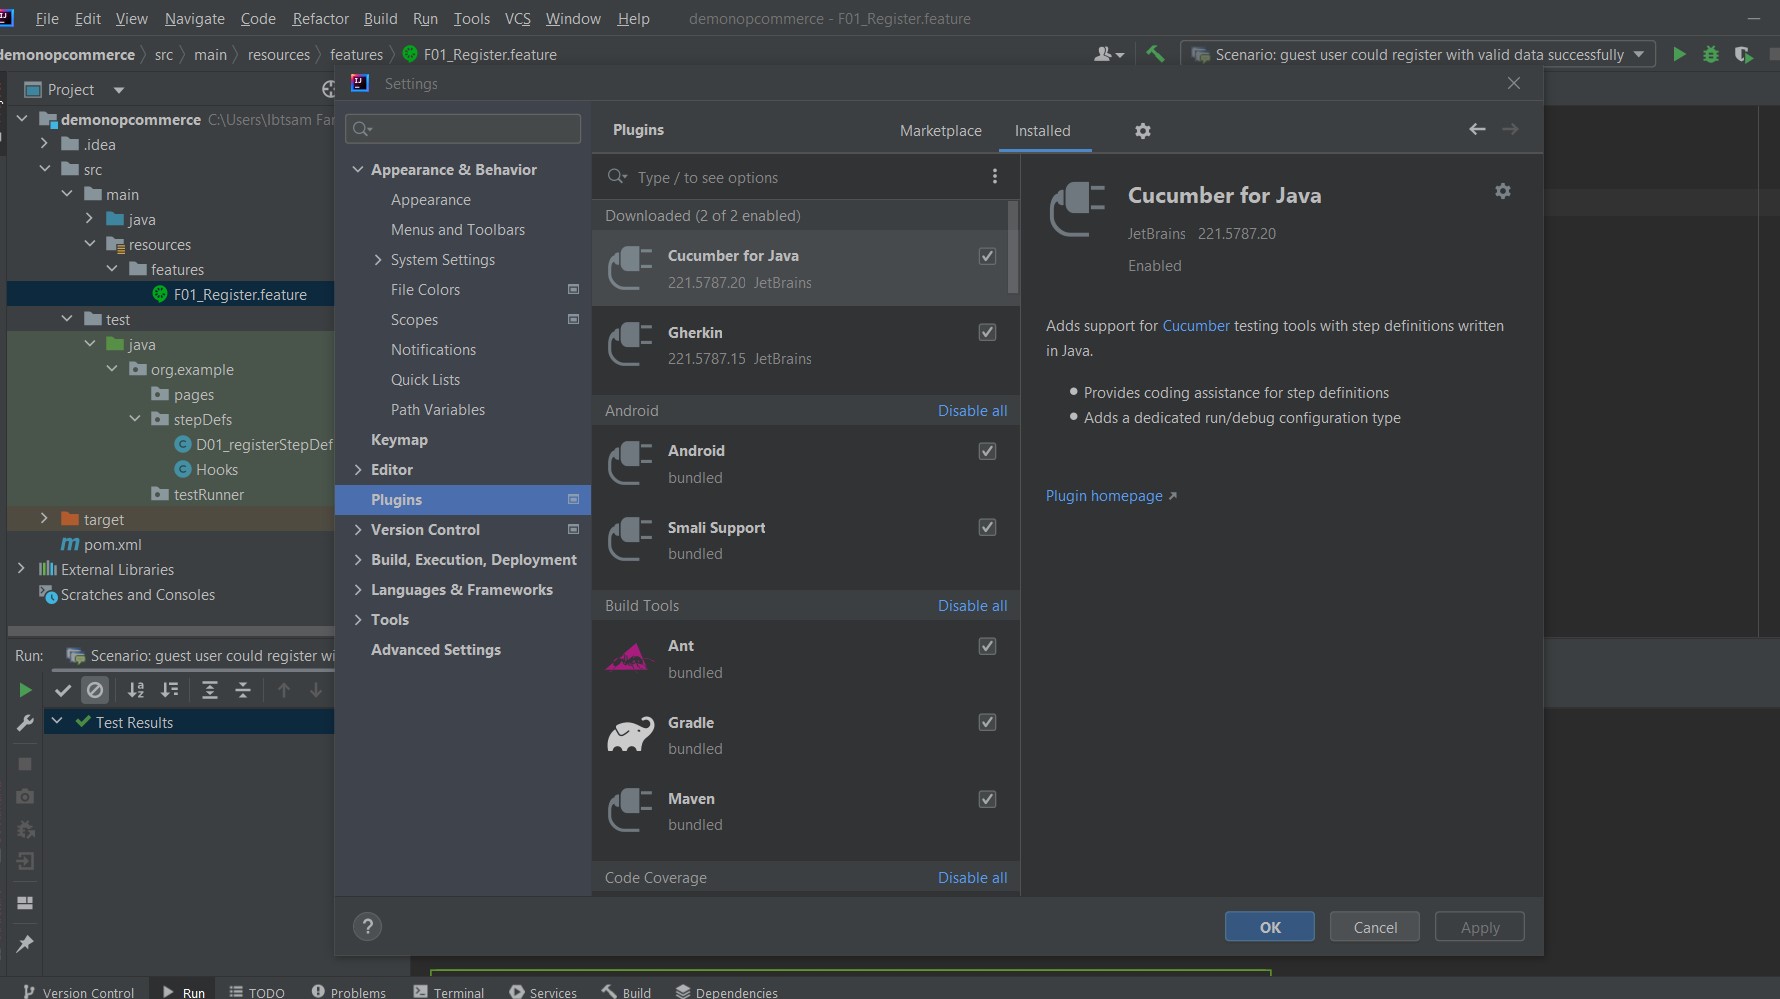 File Edit View Navigate Code Refactor Build Run Tools VCS Window Help demonopcommerce - F01_Register.feature
demonopcommerce src main resources features F01_Register.feature Scenario: guest user could register with valid data successfully
Project
Settings
demonopcommerce C:\Users\Ibtsam Far
.idea
src
main
java
resources
features
F01_Register.feature
test
java
org.example
pages
stepDefs
D01_registerStepDef
Hooks
testRunner
target
pom.xml
External Libraries
Scratches and Consoles
Appearance & Behavior
Appearance
Menus and Toolbars
System Settings
File Colors
Scopes
Notifications
Quick Lists
Path Variables
Keymap
Editor
Plugins
Version Control
Build, Execution, Deployment
Languages & Frameworks
Tools
Advanced Settings
Plugins Marketplace Installed
Type / to see options
Downloaded (2 of 2 enabled)
Cucumber for Java
221.5787.20 JetBrains
Gherkin
221.5787.15 JetBrains
Android Disable all
Android
bundled
Smali Support
bundled
Build Tools Disable all
Ant
bundled
Gradle
bundled
Maven
bundled
Code Coverage Disable all
Cucumber for Java
JetBrains 221.5787.20
Enabled
Adds support for Cucumber testing tools with step definitions written
in Java.
Provides coding assistance for step definitions
Adds a dedicated run/debug configuration type
Plugin homepage
? OK Cancel Apply
Run: Scenario: guest user could register wi
Test Results
Version Control Run TODO Problems Terminal Services Build Dependencies